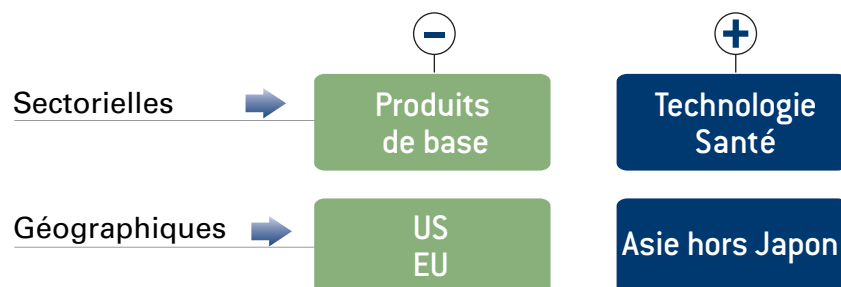 −
+
Sectorielles
Produits
de base
Technologie
Santé
Géographiques
US
EU
Asie hors Japon